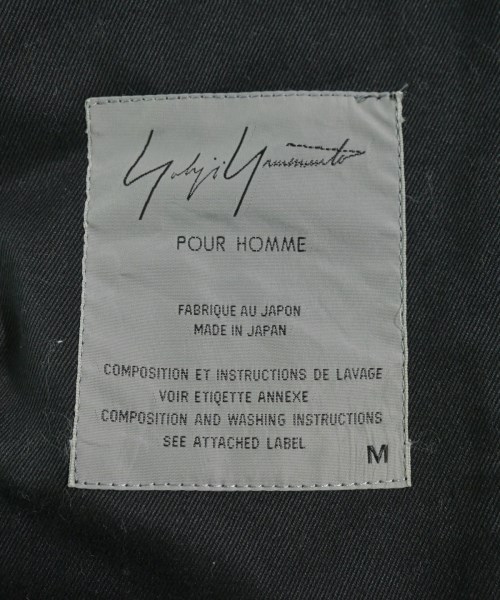 Yohji Yamamoto
POUR HOMME
FABRIQUE AU JAPON
MADE IN JAPAN
COMPOSITION ET INSTRUCTIONS DE LAVAGE
VOIR ETIQETTE ANNEXE
COMPOSITION AND WASHING INSTRUCTIONS
SEE ATTACHED LABEL
M